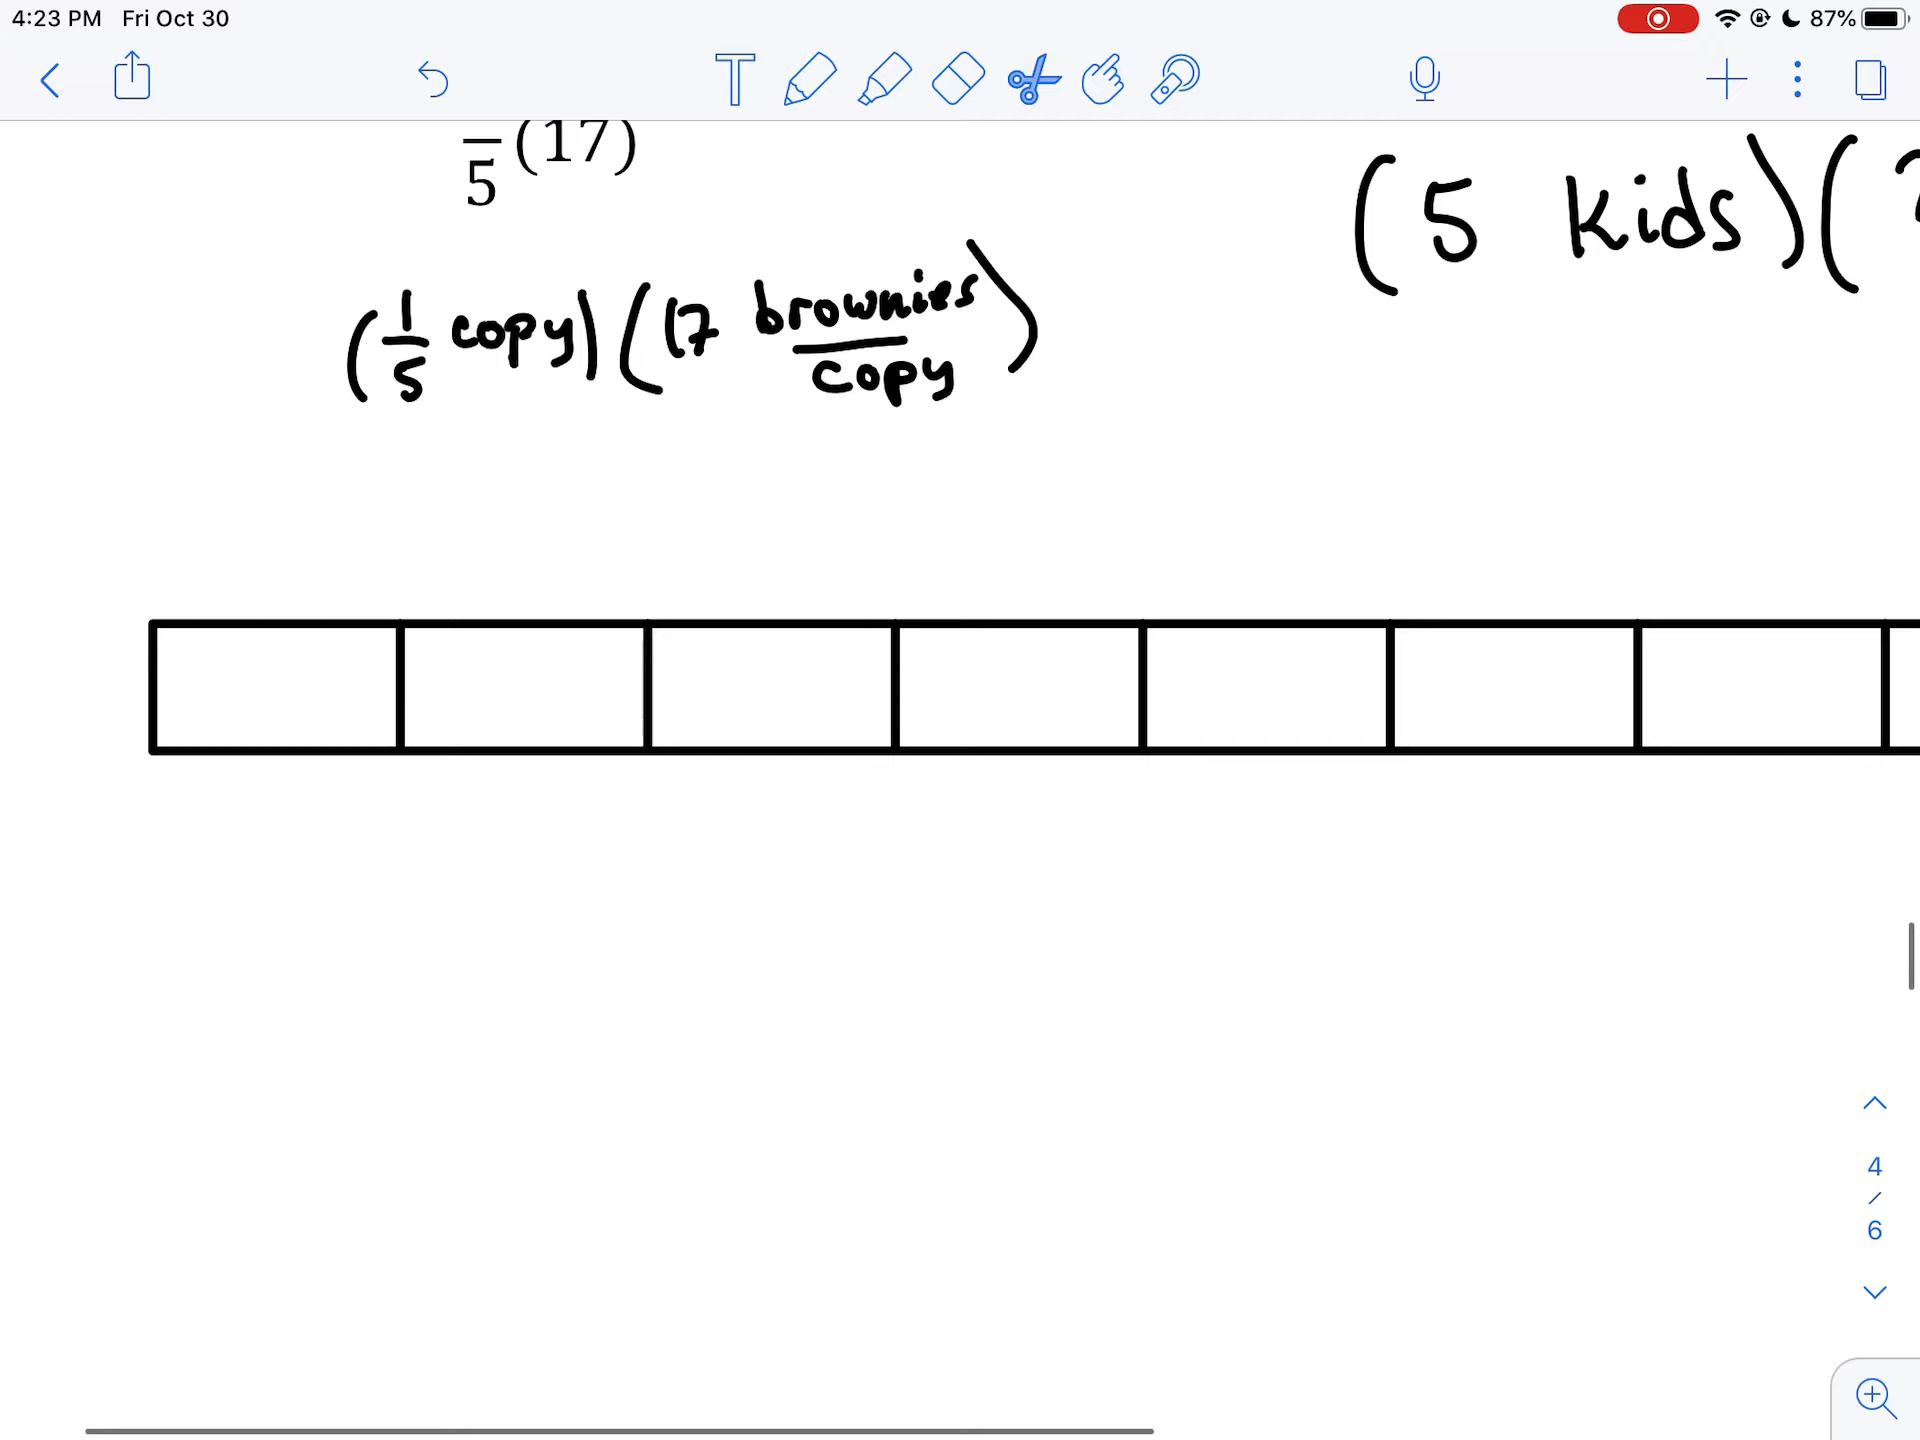 4:23 PM Fri Oct 30
87%
T
5 (17)
(5 kids)(
(1/5 copy)(17 brownies/copy)
4
/
6